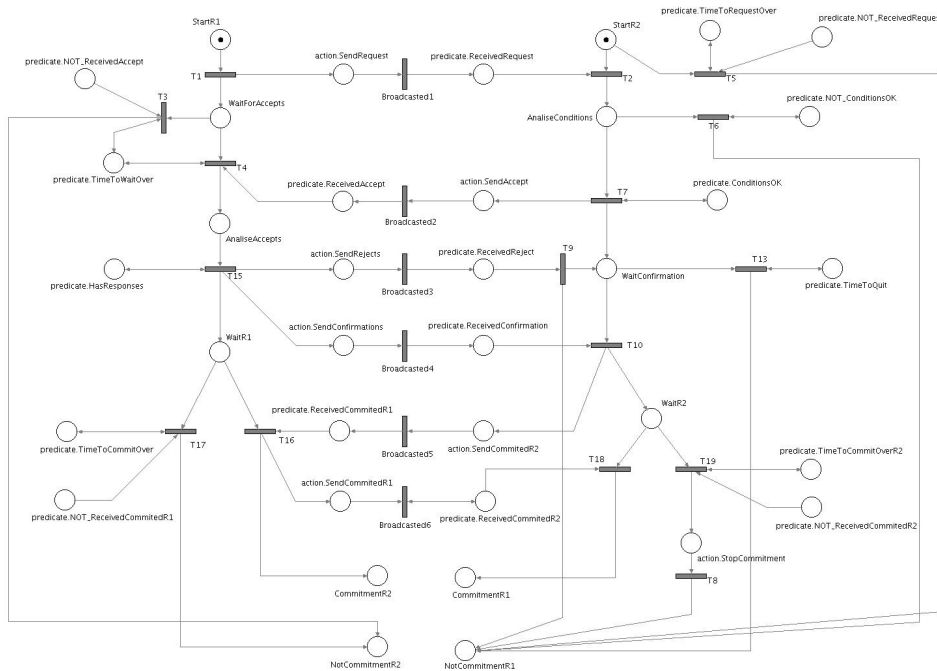 StartR1
StartR2
predicate.TimeToRequestOver
predicate.NOT_ReceivedReques
predicate.NOT_ReceivedAccept
action.SendRequest
predicate.ReceivedRequest
T1
Broadcasted1
T2
T5
T3
WaitForAccepts
AnaliseConditions
predicate.NOT_ConditionsOK
T6
predicate.TimeToWaitOver
T4
predicate.ReceivedAccept
action.SendAccept
T7
predicate.ConditionsOK
Broadcasted2
AnaliseAccepts
action.SendRejects
predicate.ReceivedReject
T9
WaitConfirmation
T13
predicate.HasResponses
T15
Broadcasted3
predicate.TimeToQuit
action.SendConfirmations
predicate.ReceivedConfirmation
WaitR1
Broadcasted4
T10
predicate.ReceivedCommitedR1
WaitR2
predicate.TimeToCommitOver
T17
T16
Broadcasted5
action.SendCommitedR2
predicate.TimeToCommitOverR2
T18
T19
action.SendCommitedR1
predicate.NOT_ReceivedCommitedR1
Broadcasted6
predicate.ReceivedCommitedR2
predicate.NOT_ReceivedCommitedR2
action.StopCommitment
T8
CommitmentR2
CommitmentR1
NotCommitmentR2
NotCommitmentR1